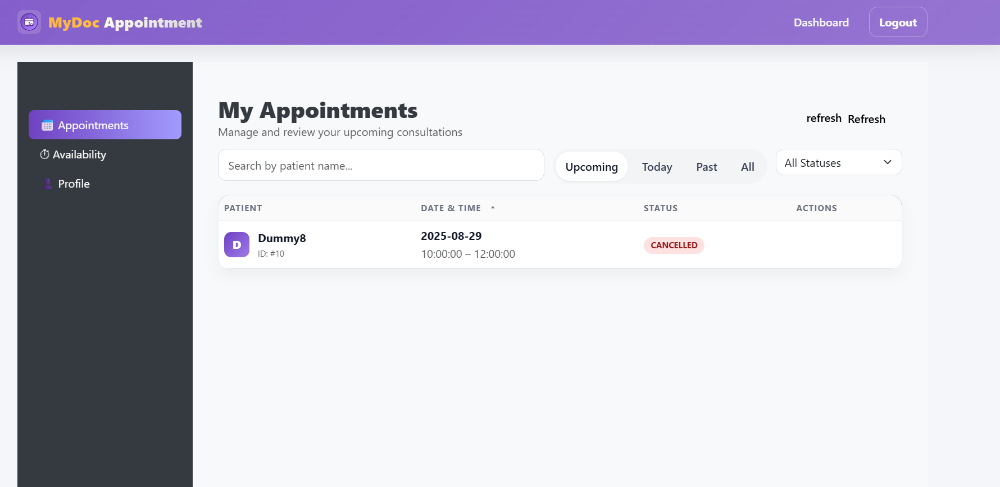 MyDoc Appointment
Dashboard
Logout
Appointments
Availability
Profile
My Appointments
Manage and review your upcoming consultations
refresh Refresh
Search by patient name...
Upcoming Today Past All
All Statuses
PATIENT DATE & TIME STATUS ACTIONS
D
Dummy8
ID: #10
2025-08-29
10:00:00 – 12:00:00
CANCELLED